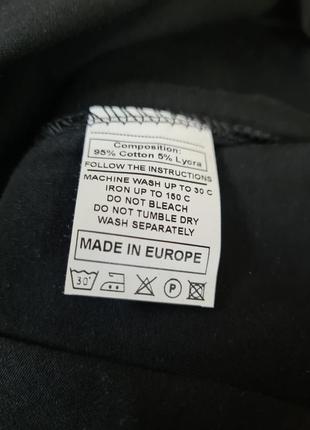 Composition:
95% Cotton 5% Lycra
FOLLOW THE INSTRUCTIONS
MACHINE WASH UP TO 30 C
IRON UP TO 150 C
DO NOT BLEACH
DO NOT TUMBLE DRY
WASH SEPARATELY
MADE IN EUROPE
30° P